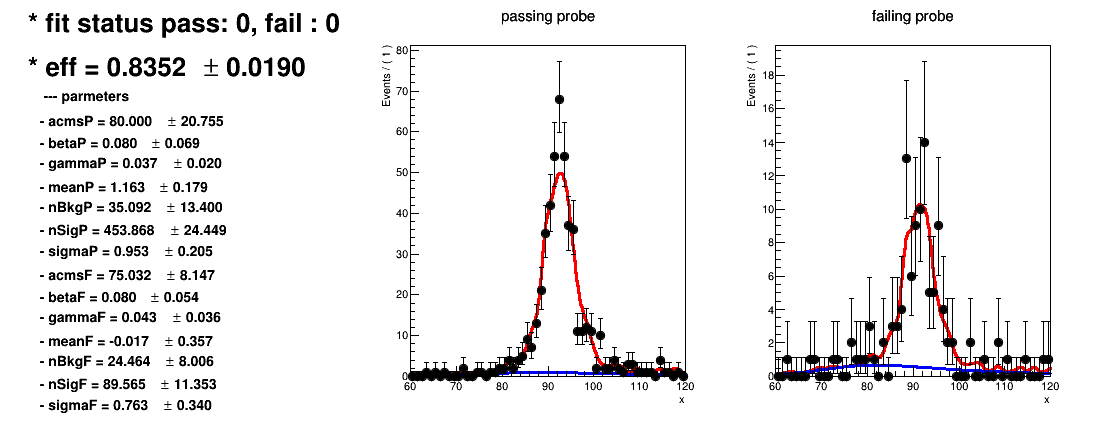 * fit status pass: 0, fail : 0
* eff = 0.8352 ± 0.0190
--- parmeters
- acmsP = 80.000 ± 20.755
- betaP = 0.080 ± 0.069
- gammaP = 0.037 ± 0.020
- meanP = 1.163 ± 0.179
- nBkgP = 35.092 ± 13.400
- nSigP = 453.868 ± 24.449
- sigmaP = 0.953 ± 0.205
- acmsF = 75.032 ± 8.147
- betaF = 0.080 ± 0.054
- gammaF = 0.043 ± 0.036
- meanF = -0.017 ± 0.357
- nBkgF = 24.464 ± 8.006
- nSigF = 89.565 ± 11.353
- sigmaF = 0.763 ± 0.340
passing probe
Events / ( 1 )
80
70
60
50
40
30
20
10
0
60 70 80 90 100 110 120
x
failing probe
Events / ( 1 )
18
16
14
12
10
8
6
4
2
0
60 70 80 90 100 110 120
x